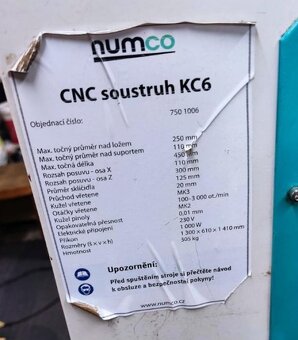 numco
CNC soustruh KC6
Objednací číslo: 750 1006
Max. točný průměr nad ložem 250 mm
Max. točný průměr nad suportem 110 mm
Max. točná délka 450 mm
Rozsah posuvu - osa X 110 mm
Rozsah posuvu - osa Z 300 mm
Průměr sklíčidla 125 mm
Průchod vřetene 20 mm
Kužel vřetene MK3
Otáčky vřetene 100-3 000 ot./min
Kužel pinoly MK2
Opakovatelná přesnost 0,01 mm
Elektrické připojení 230 V
Příkon 1 000 W
Rozměry (š × v × h) 1 300 × 610 × 1 410 mm
Hmotnost 305 kg
Upozornění:
Před spuštěním stroje si přečtěte návod
k obsluze a bezpečnostní pokyny!
www.numco.cz